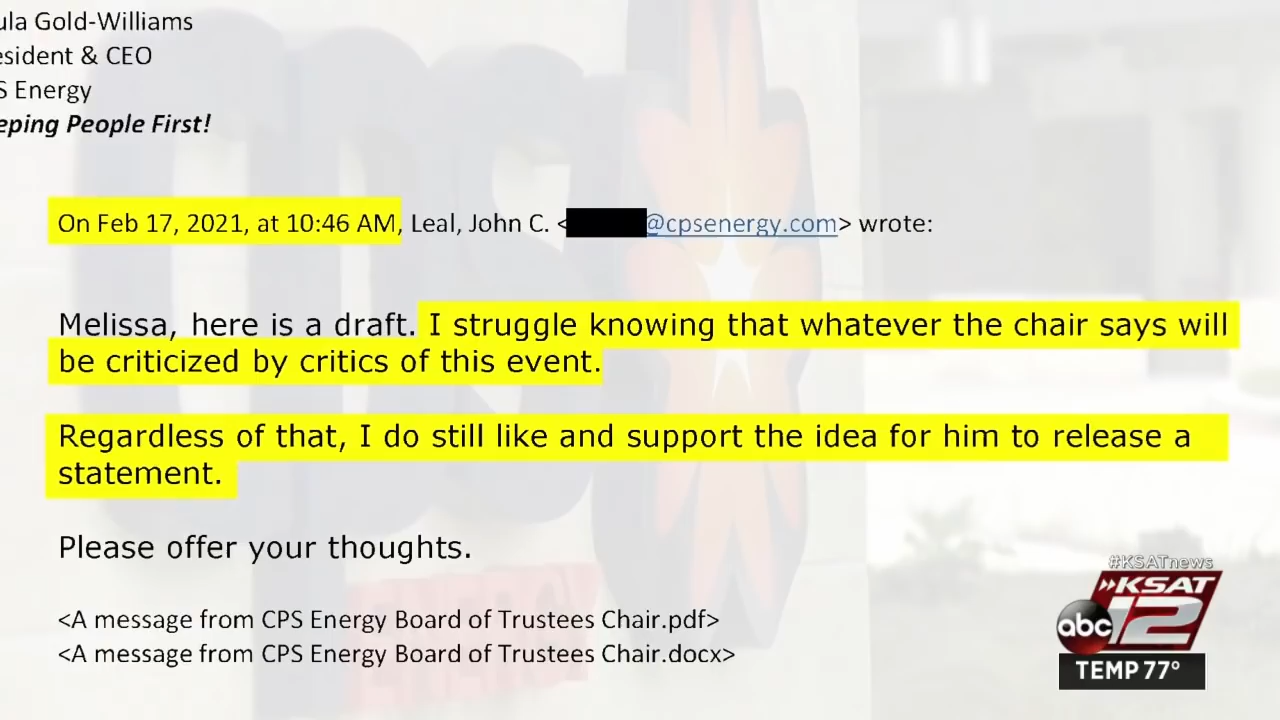 ula Gold-Williams
esident & CEO
S Energy
eping People First!
On Feb 17, 2021, at 10:46 AM, Leal, John C. < @cpsenergy.com> wrote:
Melissa, here is a draft. I struggle knowing that whatever the chair says will
be criticized by critics of this event.
Regardless of that, I do still like and support the idea for him to release a
statement.
Please offer your thoughts.
<A message from CPS Energy Board of Trustees Chair.pdf>
<A message from CPS Energy Board of Trustees Chair.docx>
#KSATnews
KSAT
abc 12
TEMP 77°